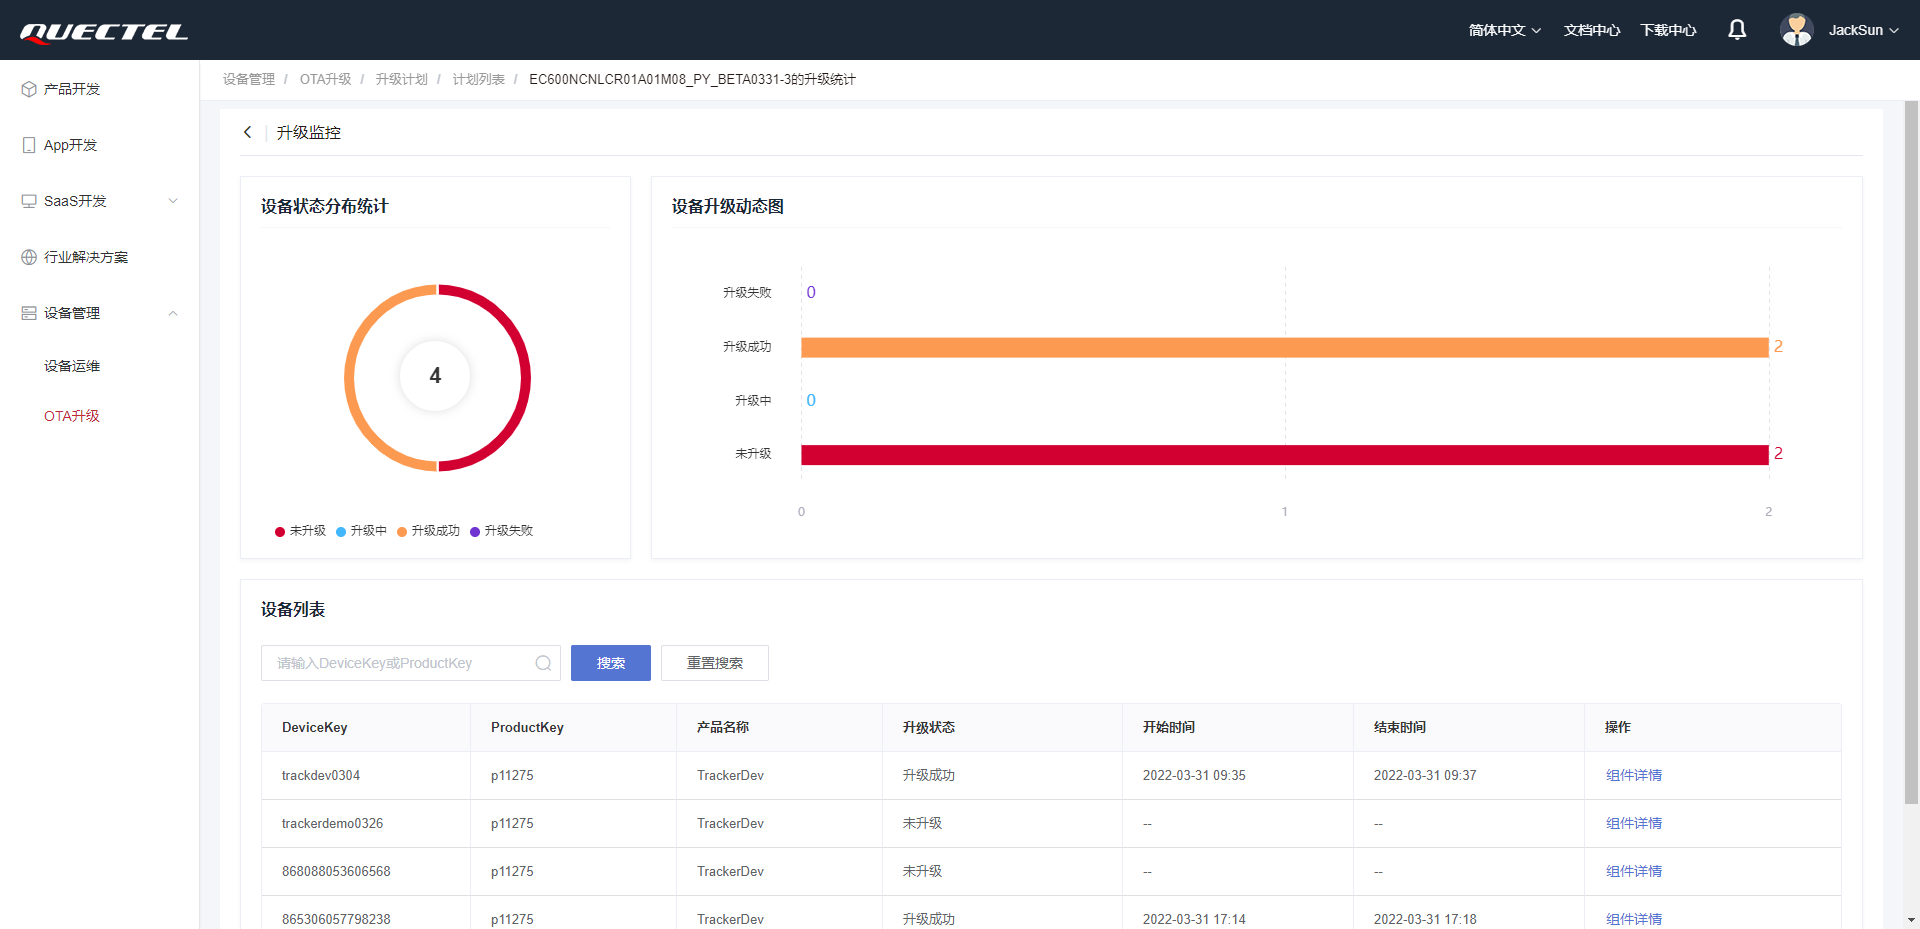 QUECTEL
简体中文 文档中心 下载中心 JackSun
产品开发
App开发
SaaS开发
行业解决方案
设备管理
设备运维
OTA升级
设备管理 / OTA升级 / 升级计划 / 计划列表 / EC600NCNLCR01A01M08_PY_BETA0331-3的升级统计
升级监控
设备状态分布统计
4
未升级 升级中 升级成功 升级失败
设备升级动态图
升级失败 0
升级成功 2
升级中 0
未升级 2
0 1 2
设备列表
请输入DeviceKey或ProductKey 搜索 重置搜索
DeviceKey ProductKey 产品名称 升级状态 开始时间 结束时间 操作
trackdev0304 p11275 TrackerDev 升级成功 2022-03-31 09:35 2022-03-31 09:37 组件详情
trackerdemo0326 p11275 TrackerDev 未升级 -- -- 组件详情
868088053606568 p11275 TrackerDev 未升级 -- -- 组件详情
865306057798238 p11275 TrackerDev 升级成功 2022-03-31 17:14 2022-03-31 17:18 组件详情